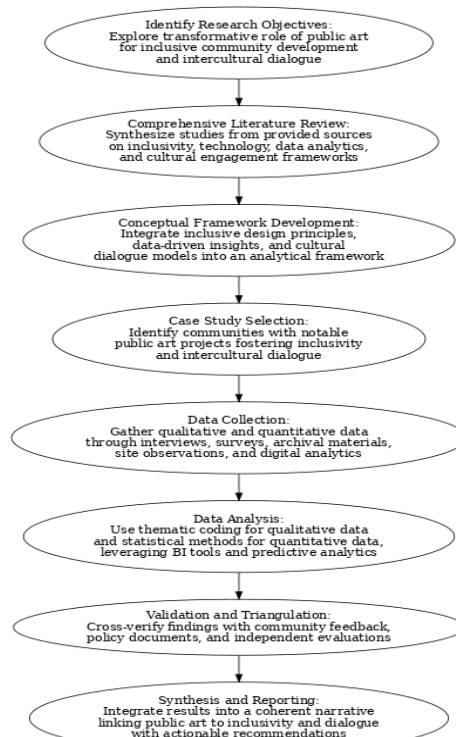 Identify Research Objectives:
Explore transformative role of public art
for inclusive community development
and intercultural dialogue
Comprehensive Literature Review:
Synthesize studies from provided sources
on inclusivity, technology, data analytics,
and cultural engagement frameworks
Conceptual Framework Development:
Integrate inclusive design principles,
data-driven insights, and cultural
dialogue models into an analytical framework
Case Study Selection:
Identify communities with notable
public art projects fostering inclusivity
and intercultural dialogue
Data Collection:
Gather qualitative and quantitative data
through interviews, surveys, archival materials,
site observations, and digital analytics
Data Analysis:
Use thematic coding for qualitative data
and statistical methods for quantitative data,
leveraging BI tools and predictive analytics
Validation and Triangulation:
Cross-verify findings with community feedback,
policy documents, and independent evaluations
Synthesis and Reporting:
Integrate results into a coherent narrative
linking public art to inclusivity and dialogue
with actionable recommendations